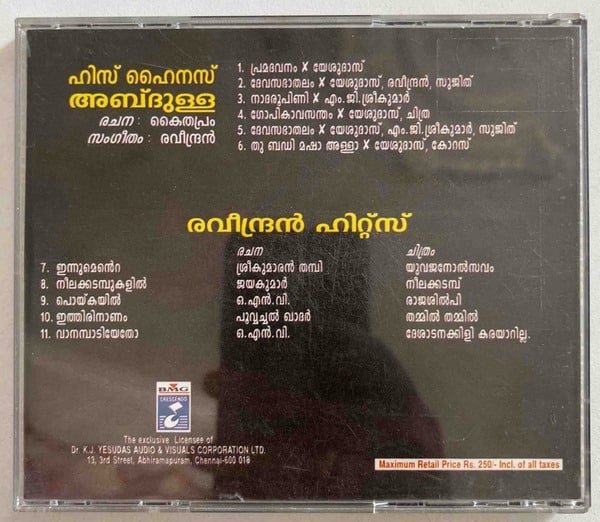 ഹിസ് ഹൈനസ്
അബ്ദുള്ള
രചന : കൈതപ്രം
സംഗീതം : രവീന്ദ്രൻ
1. പ്രമദവനം X യേശുദാസ്
2. ദേവസഭാതലം X യേശുദാസ്, രവീന്ദ്രൻ, സുജിത്
3. നാദരൂപിണി X എം.ജി.ശ്രീകുമാർ
4. ഗോപികാവസന്തം X യേശുദാസ്, ചിത്ര
5. ദേവസഭാതലം X യേശുദാസ്, എം.ജി.ശ്രീകുമാർ, സുജിത്
6. തു ബഡി മഷാ അള്ളാ X യേശുദാസ്, കോറസ്
രവീന്ദ്രൻ ഹിറ്റ്സ്
രചന ചിത്രം
7. ഇന്നുമെന്റെ ശ്രീകുമാരൻ തമ്പി യുവജനോൽസവം
8. നീലക്കടമ്പുകളിൽ ജയകുമാർ നീലക്കടമ്പ്
9. പൊയ്കയിൽ ഒ.എൻ.വി. രാജശിൽപി
10. ഇത്തിരിനാണം പൂവ്വച്ചൽ ഖാദർ തമ്മിൽ തമ്മിൽ
11. വാനമ്പാടിയേതോ ഒ.എൻ.വി. ദേശാടനക്കിളി കരയാറില്ല.
BMG
CRESCENDO
The exclusive Licensee of
Dr. K.J. YESUDAS AUDIO & VISUALS CORPORATION LTD.
13, 3rd Street, Abhiramapuram, Chennai-600 018
Maximum Retail Price Rs. 250/- Incl. of all taxes